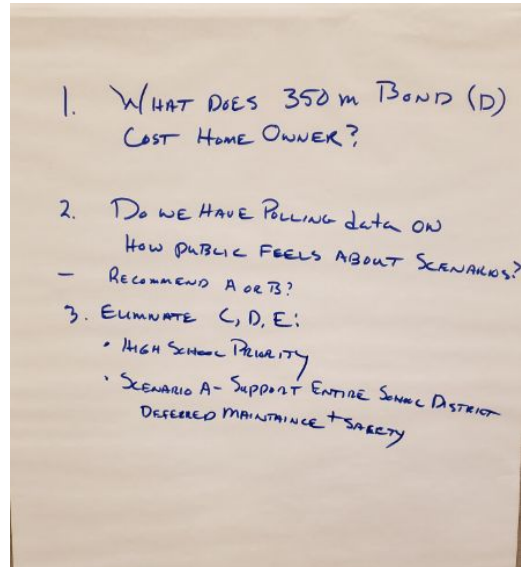 1. WHAT DOES 350 m BOND (D)
COST HOME OWNER?
2. DO WE HAVE POLLING data ON
HOW PUBLIC FEELS ABOUT SCENARIOS?
- RECOMMEND A OR B?
3. ELIMINATE C, D, E:
• HIGH SCHOOL PRIORITY
• SCENARIO A - SUPPORT ENTIRE SCHOOL DISTRICT
DEFERRED MAINTAINCE + SAFETY